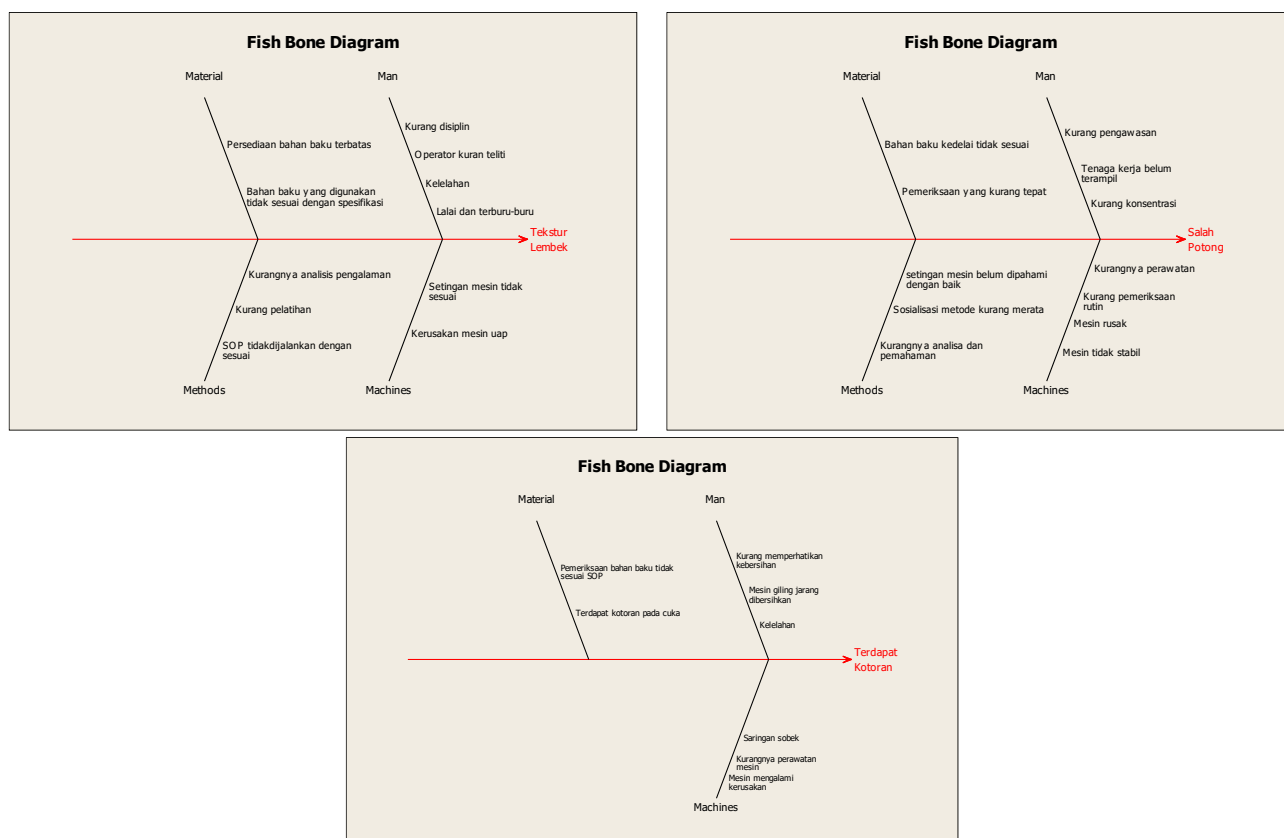 Fish Bone Diagram
Material
Man
Kurang disiplin
Persediaan bahan baku terbatas
Operator kuran teliti
Kelelahan
Bahan baku yang digunakan
tidak sesuai dengan spesifikasi
Lalai dan terburu-buru
Tekstur
Lembek
Kurangnya analisis pengalaman
Setingan mesin tidak
sesuai
Kurang pelatihan
Kerusakan mesin uap
SOP tidakdijalankan dengan
sesuai
Methods
Machines
Fish Bone Diagram
Material
Man
Kurang pengawasan
Bahan baku kedelai tidak sesuai
Tenaga kerja belum
terampil
Pemeriksaan yang kurang tepat
Kurang konsentrasi
Salah
Potong
Kurangnya perawatan
setingan mesin belum dipahami
dengan baik
Kurang pemeriksaan
rutin
Sosialisasi metode kurang merata
Mesin rusak
Kurangnya analisa dan
pemahaman
Mesin tidak stabil
Methods
Machines
Fish Bone Diagram
Material
Man
Kurang memperhatikan
kebersihan
Pemeriksaan bahan baku tidak
sesuai SOP
Mesin giling jarang
dibersihkan
Terdapat kotoran pada cuka
Kelelahan
Terdapat
Kotoran
Saringan sobek
Kurangnya perawatan
mesin
Mesin mengalami
kerusakan
Machines